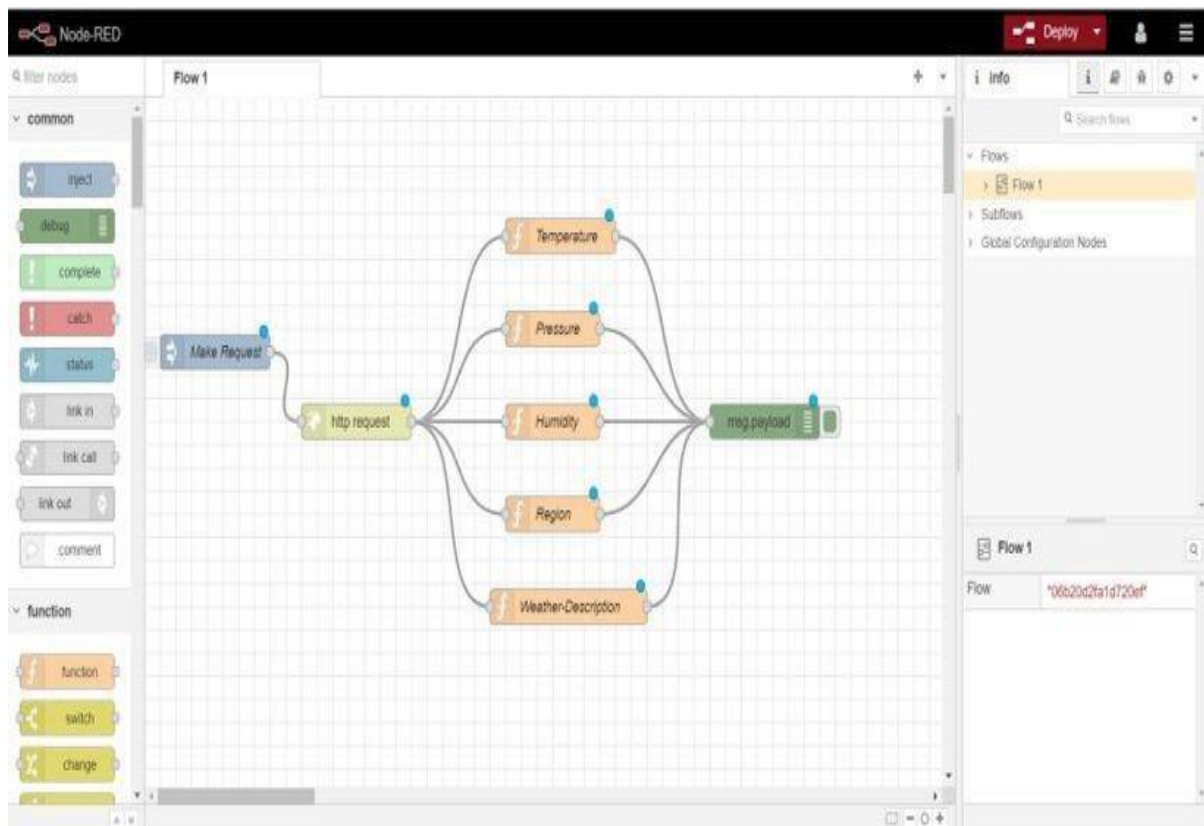 Node-RED
Deploy
filter nodes
Flow 1
info
i
Search flows
common
inject
debug
complete
catch
status
link in
link call
link out
comment
function
function
switch
change
Make Request
http request
Temperature
Pressure
Humidity
Region
Weather-Description
msg.payload
Flows
Flow 1
Subflows
Global Configuration Nodes
Flow 1
Flow "06b20d2fa1d720ef"